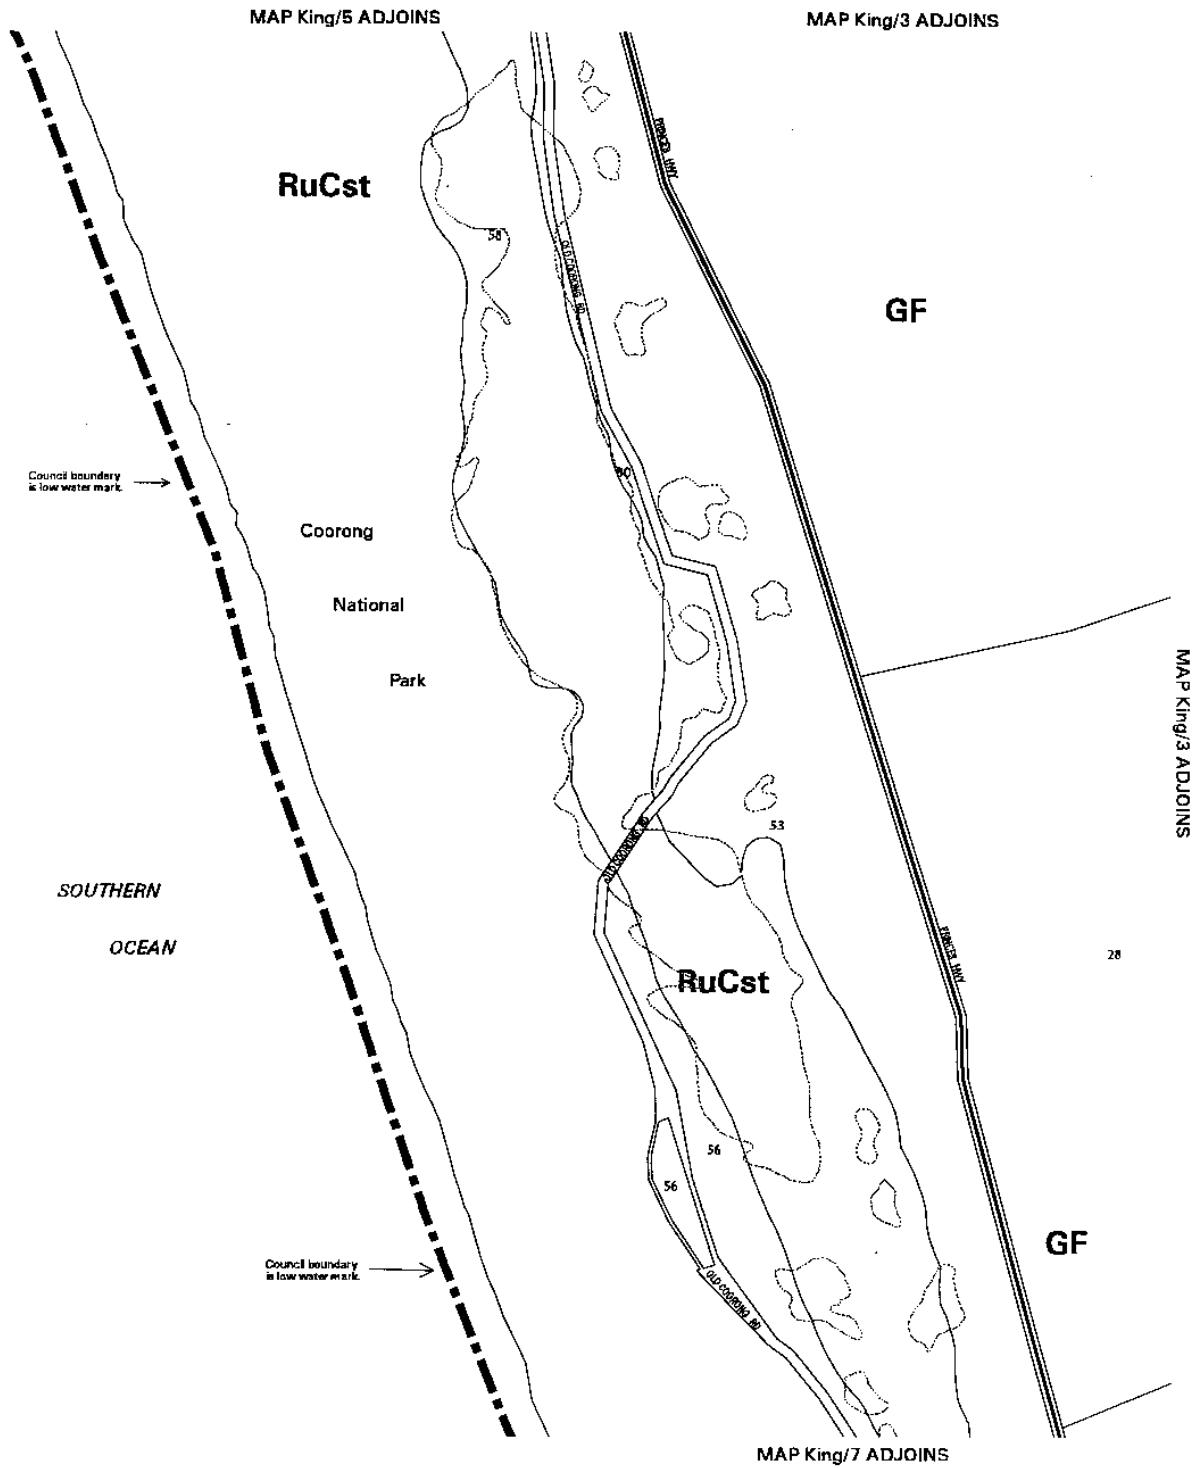 MAP King/5 ADJOINS
MAP King/3 ADJOINS
PRINCES HWY
RuCst
58
OLD COORONG RD
GF
Council boundary
is low water mark.
60
Coorong
National
Park
MAP King/3 ADJOINS
OLD COORONG RD
53
SOUTHERN
OCEAN
PRINCES HWY
28
RuCst
56
56
GF
Council boundary
is low water mark.
OLD COORONG RD
MAP King/7 ADJOINS